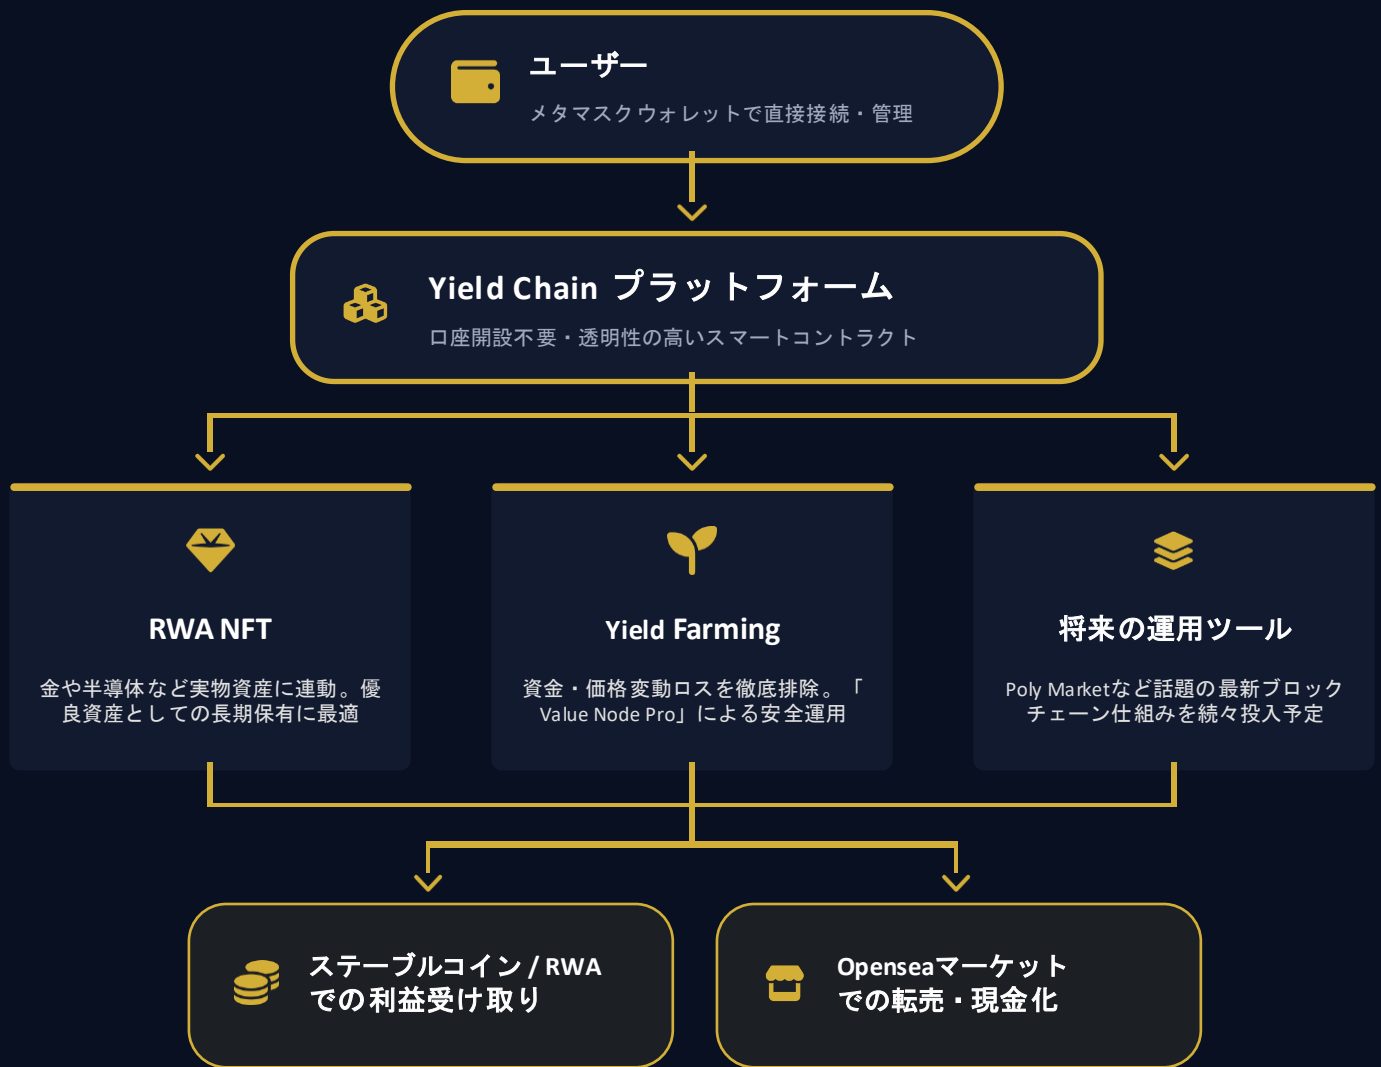 ユーザー
メタマスクウォレットで直接接続・管理
Yield Chain プラットフォーム
口座開設不要・透明性の高いスマートコントラクト
RWA NFT
金や半導体など実物資産に連動。優
良資産としての長期保有に最適
Yield Farming
資金・価格変動ロスを徹底排除。「
Value Node Pro」による安全運用
将来の運用ツール
Poly Marketなど話題の最新ブロック
チェーン仕組みを続々投入予定
ステーブルコイン / RWA
での利益受け取り
Openseaマーケット
での転売・現金化